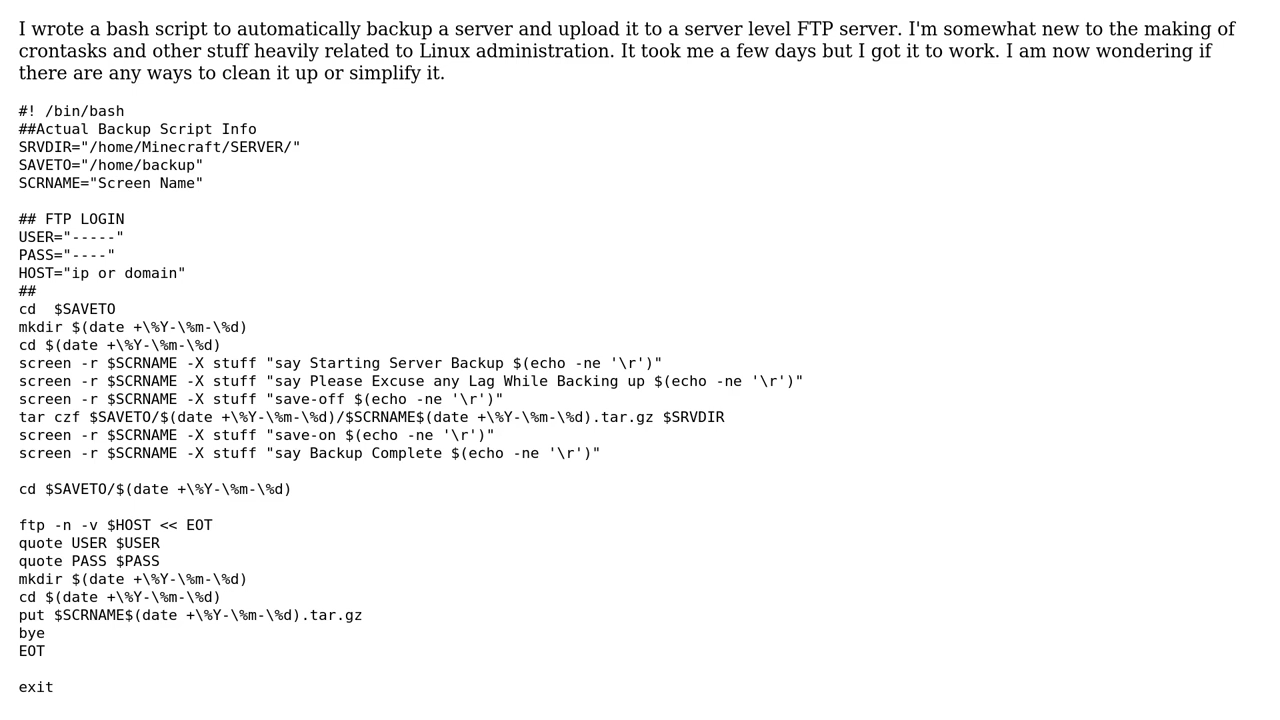 I wrote a bash script to automatically backup a server and upload it to a server level FTP server. I'm somewhat new to the making of
crontasks and other stuff heavily related to Linux administration. It took me a few days but I got it to work. I am now wondering if
there are any ways to clean it up or simplify it.

#! /bin/bash
##Actual Backup Script Info
SRVDIR="/home/Minecraft/SERVER/"
SAVETO="/home/backup"
SCRNAME="Screen Name"

## FTP LOGIN
USER="-----"
PASS="----"
HOST="ip or domain"
##
cd  $SAVETO
mkdir $(date +\%Y-\%m-\%d)
cd $(date +\%Y-\%m-\%d)
screen -r $SCRNAME -X stuff "say Starting Server Backup $(echo -ne '\r')"
screen -r $SCRNAME -X stuff "say Please Excuse any Lag While Backing up $(echo -ne '\r')"
screen -r $SCRNAME -X stuff "save-off $(echo -ne '\r')"
tar czf $SAVETO/$(date +\%Y-\%m-\%d)/$SCRNAME$(date +\%Y-\%m-\%d).tar.gz $SRVDIR
screen -r $SCRNAME -X stuff "save-on $(echo -ne '\r')"
screen -r $SCRNAME -X stuff "say Backup Complete $(echo -ne '\r')"

cd $SAVETO/$(date +\%Y-\%m-\%d)

ftp -n -v $HOST << EOT
quote USER $USER
quote PASS $PASS
mkdir $(date +\%Y-\%m-\%d)
cd $(date +\%Y-\%m-\%d)
put $SCRNAME$(date +\%Y-\%m-\%d).tar.gz
bye
EOT

exit